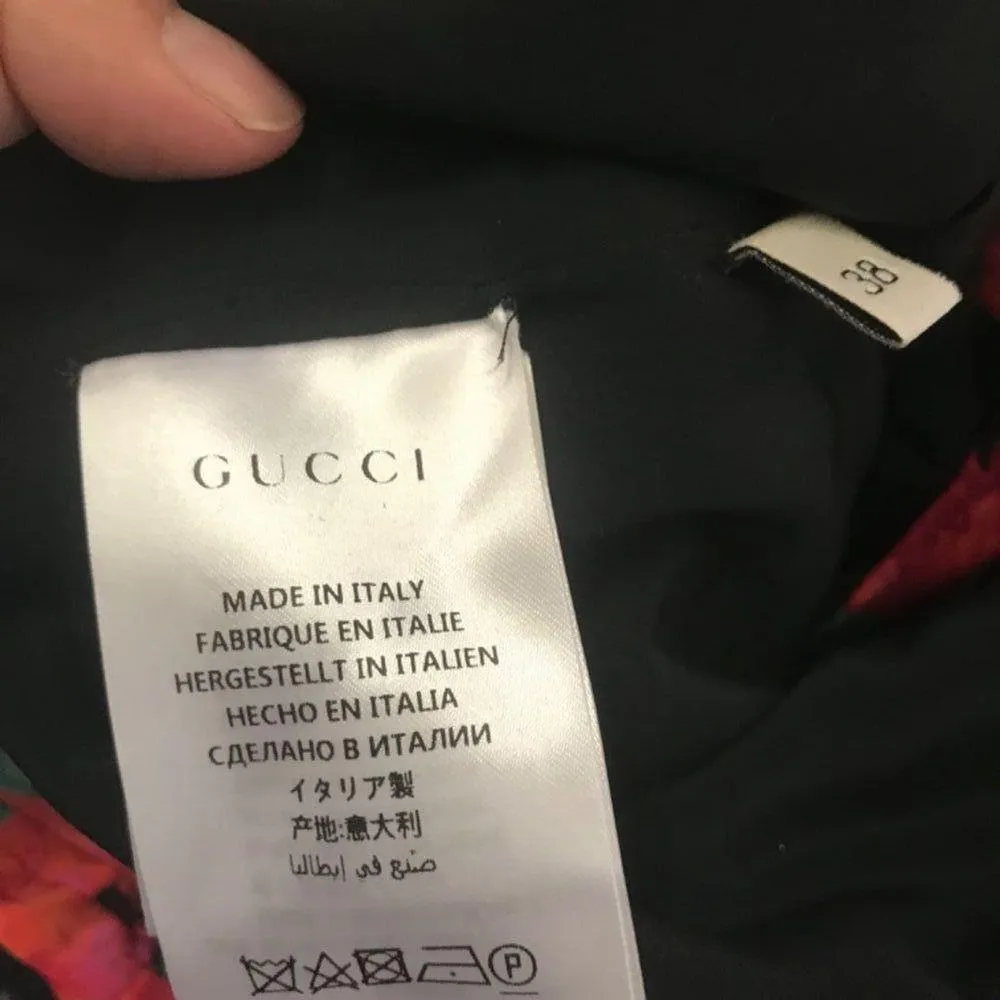 38
GUCCI
MADE IN ITALY
FABRIQUE EN ITALIE
HERGESTELLT IN ITALIEN
HECHO EN ITALIA
СДЕЛАНО В ИТАЛИИ
イタリア製
产地:意大利
صنع في إيطاليا
P